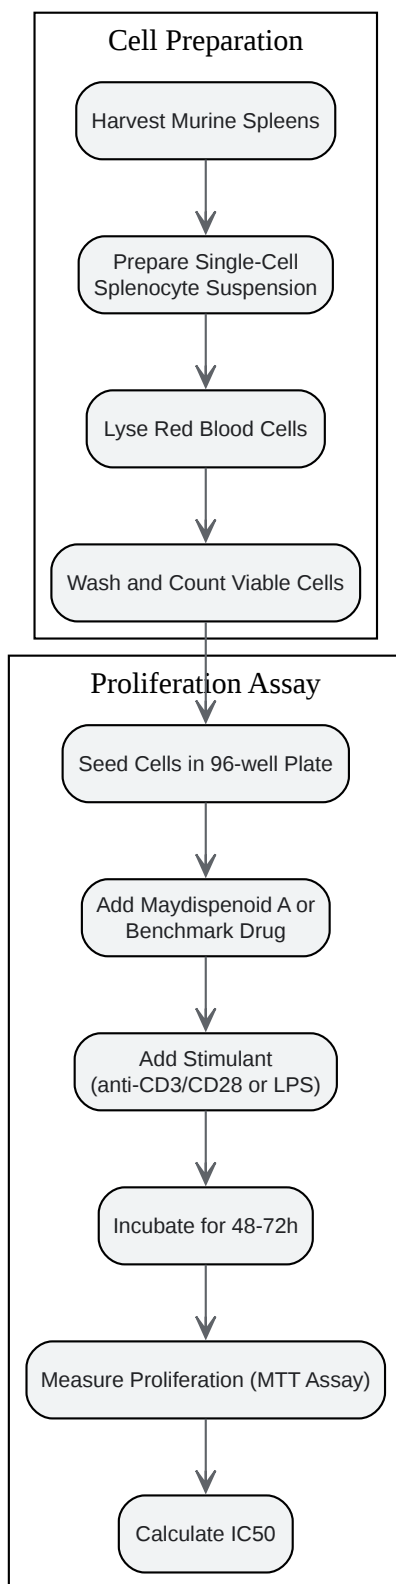 Cell Preparation
Harvest Murine Spleens
Prepare Single-Cell
Splenocyte Suspension
Lyse Red Blood Cells
Wash and Count Viable Cells
Proliferation Assay
Seed Cells in 96-well Plate
Add Maydispenoid A or
Benchmark Drug
Add Stimulant
(anti-CD3/CD28 or LPS)
Incubate for 48-72h
Measure Proliferation (MTT Assay)
Calculate IC50